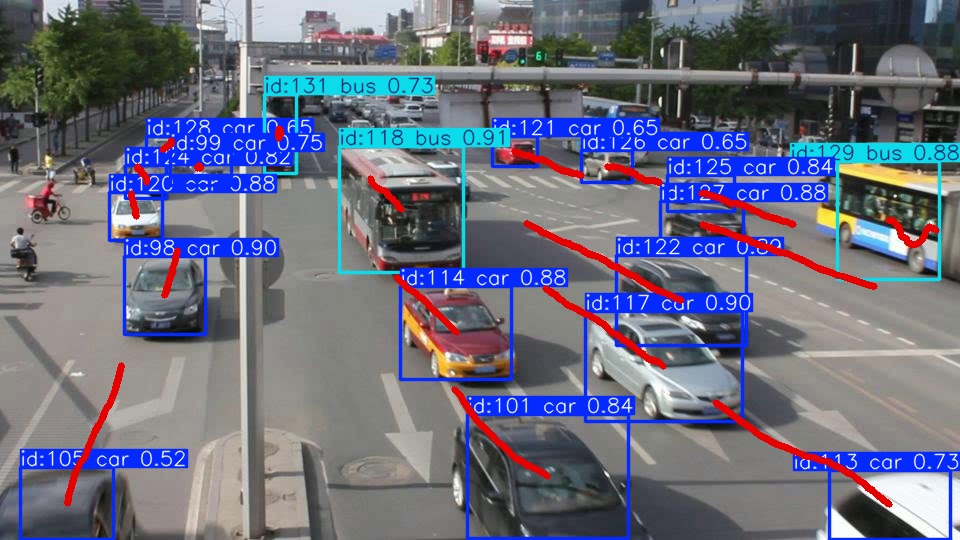 id:131 bus 0.73
id:128 car 0.65
id:121 car 0.65
id:118 bus 0.91
id:99 car 0.75
id:126 car 0.65
id:124 car 0.82
id:129 bus 0.88
id:125 car 0.84
id:120 car 0.88
id:127 car 0.88
id:98 car 0.90
id:122 car 0.89
id:114 car 0.88
id:117 car 0.90
id:101 car 0.84
id:105 car 0.52
id:113 car 0.73